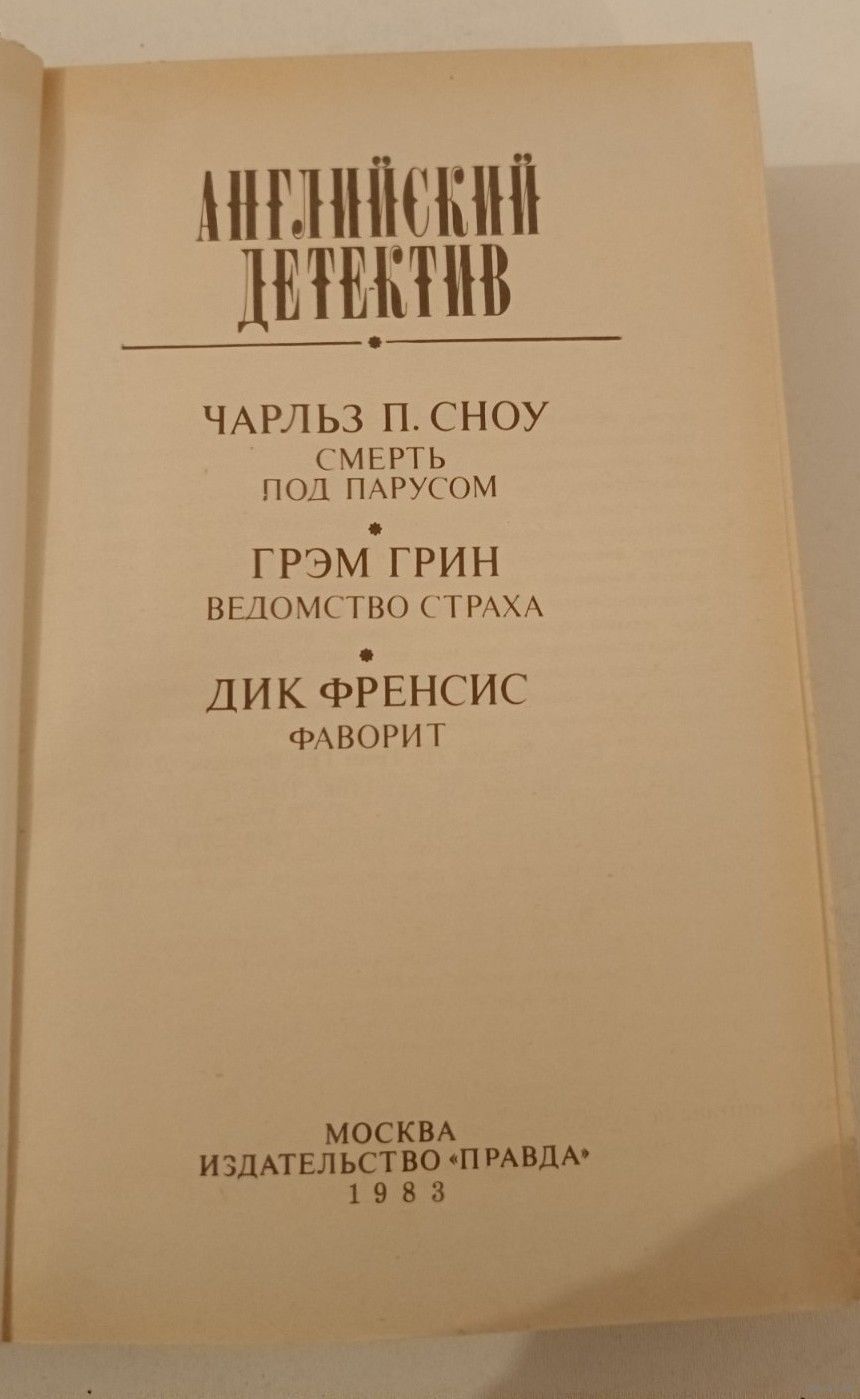 АНГЛИЙСКИЙ
ДЕТЕКТИВ
ЧАРЛЬЗ П. СНОУ
СМЕРТЬ
ПОД ПАРУСОМ
ГРЭМ ГРИН
ВЕДОМСТВО СТРАХА
ДИК ФРЕНСИС
ФАВОРИТ
МОСКВА
ИЗДАТЕЛЬСТВО «ПРАВДА»
1983